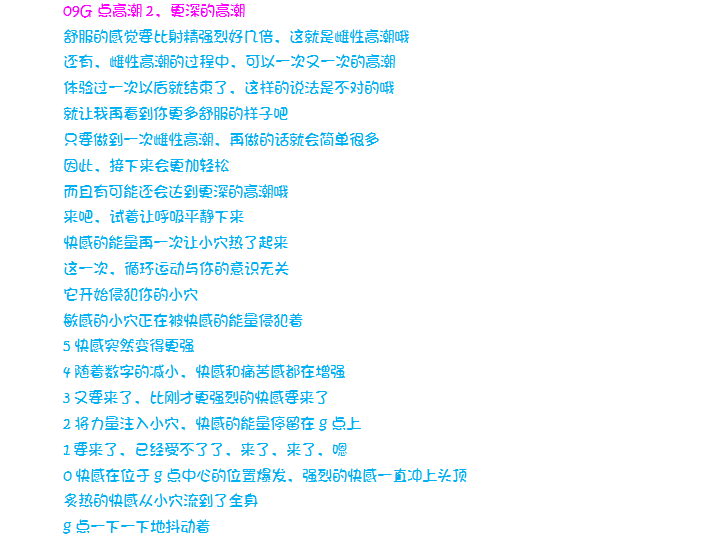 09G 点高潮 2、更深的高潮
舒服的感觉要比射精强烈好几倍、这就是雌性高潮哦
还有、雌性高潮的过程中、可以一次又一次的高潮
体验过一次以后就结束了、这样的说法是不对的哦
就让我再看到你更多舒服的样子吧
只要做到一次雌性高潮、再做的话就会简单很多
因此、接下来会更加轻松
而且有可能还会达到更深的高潮哦
来吧、试着让呼吸平静下来
快感的能量再一次让小穴热了起来
这一次、循环运动与你的意识无关
它开始侵犯你的小穴
敏感的小穴正在被快感的能量侵犯着
5 快感突然变得更强
4 随着数字的减小、快感和痛苦感都在增强
3 又要来了、比刚才更强烈的快感要来了
2 将力量注入小穴、快感的能量停留在 g 点上
1 要来了、已经受不了了、来了、来了、嗯
0 快感在位于 g 点中心的位置爆发、强烈的快感一直冲上头顶
炙热的快感从小穴流到了全身
g 点一下一下地抖动着